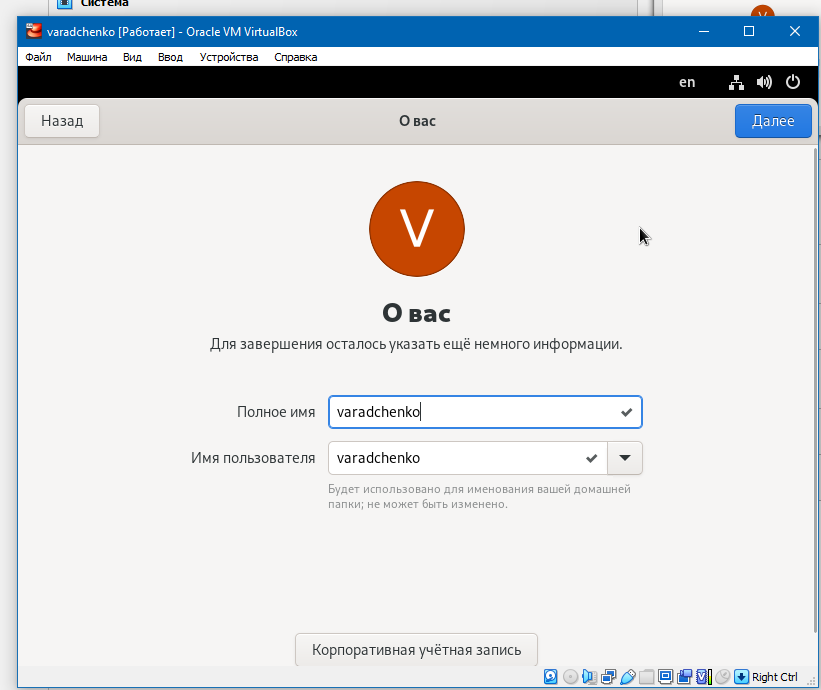 Система
V
varadchenko [Работает] - Oracle VM VirtualBox
Файл Машина Вид Ввод Устройства Справка
en
Назад О вас Далее
V
О вас
Для завершения осталось указать ещё немного информации.
Полное имя varadchenko
Имя пользователя varadchenko
Будет использовано для именования вашей домашней
папки; не может быть изменено.
Корпоративная учётная запись
Right Ctrl